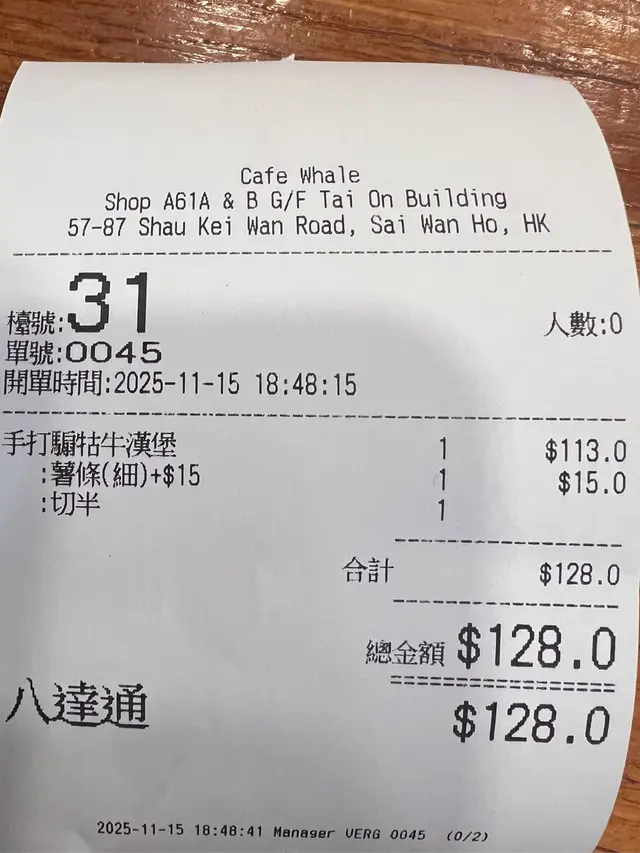 Cafe Whale
Shop A61A & B G/F Tai On Building
57-87 Shau Kei Wan Road, Sai Wan Ho, HK
檯號:31 人數:0
單號:0045
開單時間:2025-11-15 18:48:15
手打騸牯牛漢堡 1 $113.0
:薯條(細)+$15 1 $15.0
:切半 1
合計 $128.0
總金額 $128.0
八達通 $128.0
2025-11-15 18:48:41 Manager VERG 0045 (0/2)